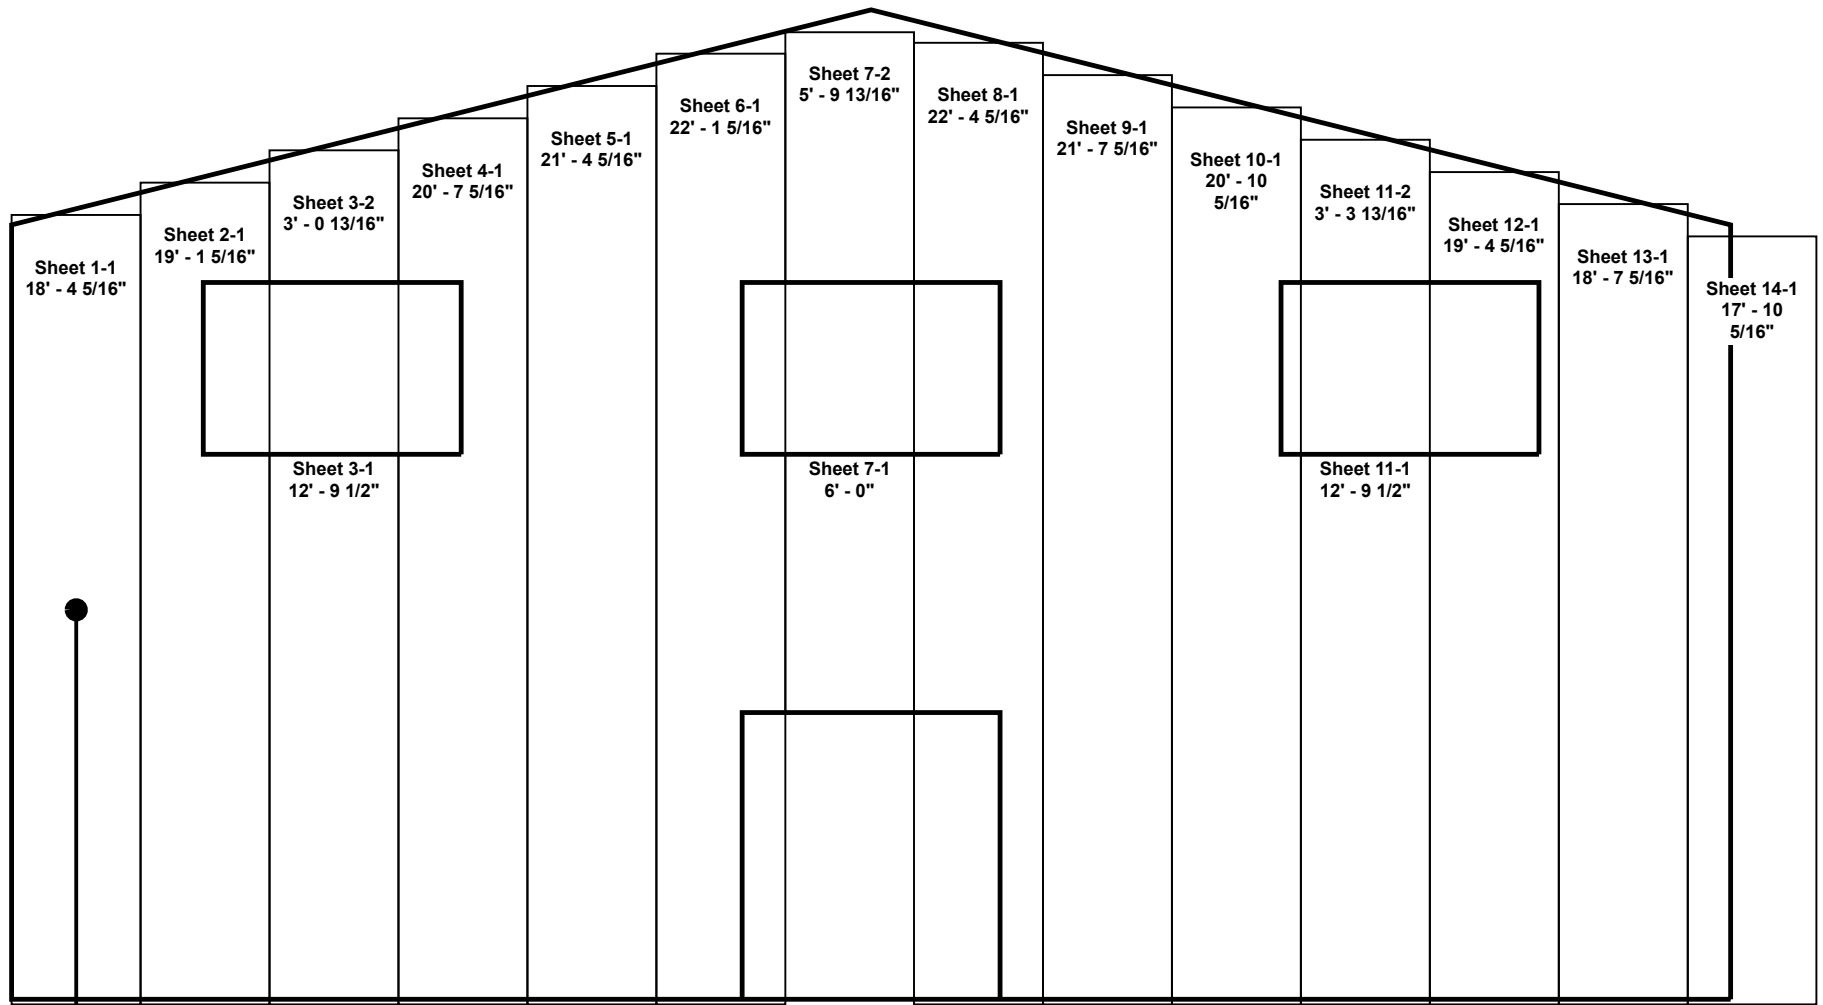 Sheet 1-1
18' - 4 5/16"
Sheet 2-1
19' - 1 5/16"
Sheet 3-2
3' - 0 13/16"
Sheet 4-1
20' - 7 5/16"
Sheet 5-1
21' - 4 5/16"
Sheet 6-1
22' - 1 5/16"
Sheet 7-2
5' - 9 13/16"
Sheet 8-1
22' - 4 5/16"
Sheet 9-1
21' - 7 5/16"
Sheet 10-1
20' - 10
5/16"
Sheet 11-2
3' - 3 13/16"
Sheet 12-1
19' - 4 5/16"
Sheet 13-1
18' - 7 5/16"
Sheet 14-1
17' - 10
5/16"
Sheet 3-1
12' - 9 1/2"
Sheet 7-1
6' - 0"
Sheet 11-1
12' - 9 1/2"